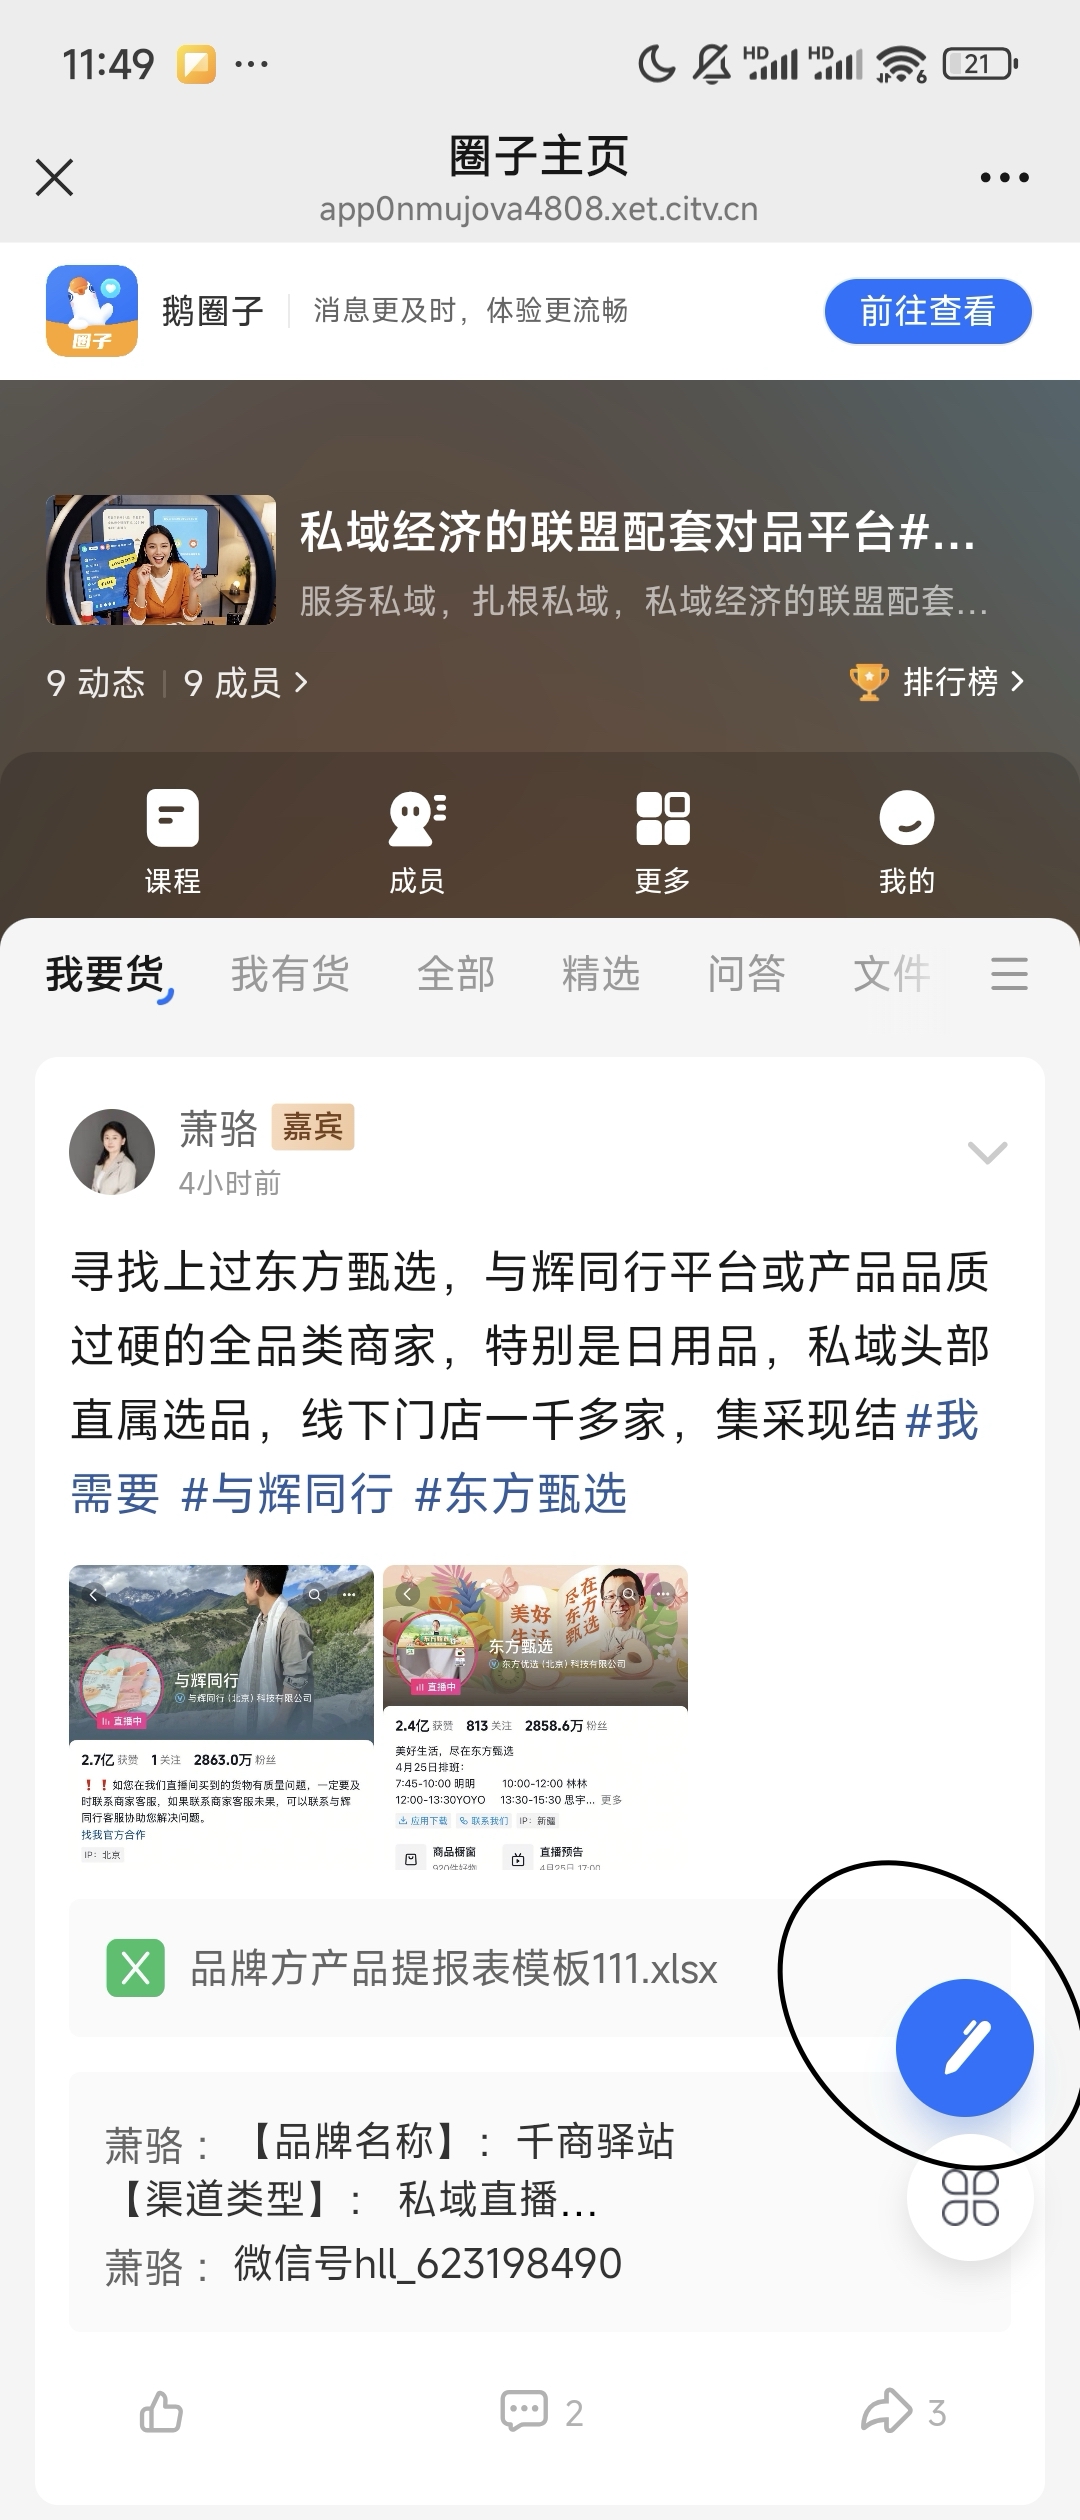 11:49
HD HD 6 21
圈子主页
app0nmujova4808.xet.citv.cn
圈子
鹅圈子 消息更及时，体验更流畅 前往查看
私域经济的联盟配套对品平台#...
服务私域，扎根私域，私域经济的联盟配套...
9 动态 9 成员 排行榜
课程 成员 更多 我的
我要货 我有货 全部 精选 问答 文件
萧骆 嘉宾
4小时前
寻找上过东方甄选，与辉同行平台或产品品质
过硬的全品类商家，特别是日用品，私域头部
直属选品，线下门店一千多家，集采现结#我
需要 #与辉同行 #东方甄选
与辉同行
与辉同行 (北京) 科技有限公司
直播中
2.7亿 获赞 1 关注 2863.0万 粉丝
❗❗如您在我们直播间买到的货物有质量问题，一定要及
时联系商家客服，如果联系商家客服未果，可以联系与辉
同行客服协助您解决问题。
找我官方合作
IP：北京
美好
生活
尽在
东方
甄选
东方甄选
东方优选 (北京) 科技有限公司
直播中
2.4亿 获赞 813 关注 2858.6万 粉丝
美好生活，尽在东方甄选
4月25日排班：
7:45-10:00 明明 10:00-12:00 林林
12:00-13:30YOYO 13:30-15:30 思宇... 更多
应用下载 联系我们 IP：新疆
商品橱窗 直播预告
920件好物 4月25日 17:00
品牌方产品提报表模板111.xlsx
萧骆： 【品牌名称】：千商驿站
【渠道类型】： 私域直播...
萧骆：微信号hll_623198490
2 3